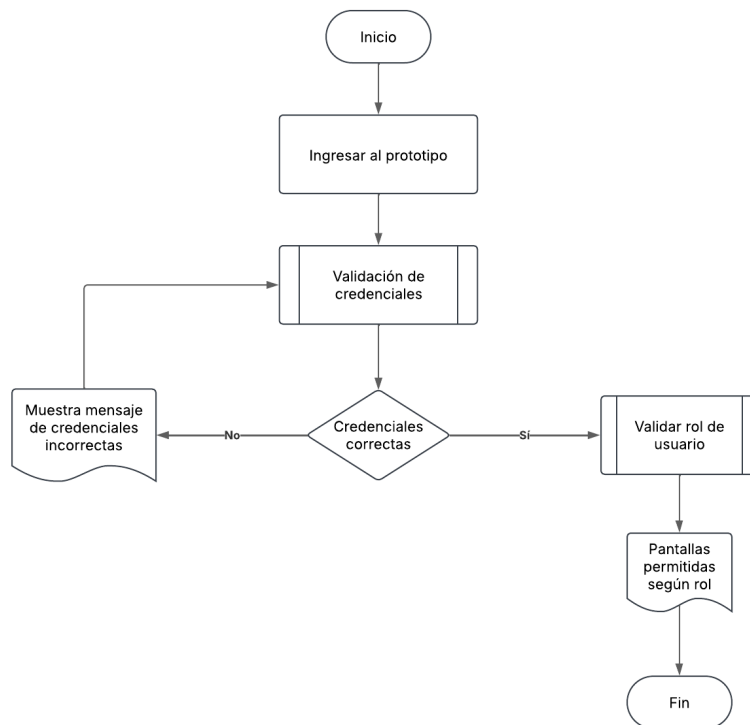 Inicio
Ingresar al prototipo
Validación de
credenciales
Muestra mensaje
de credenciales
incorrectas
No
Credenciales
correctas
Sí
Validar rol de
usuario
Pantallas
permitidas
según rol
Fin